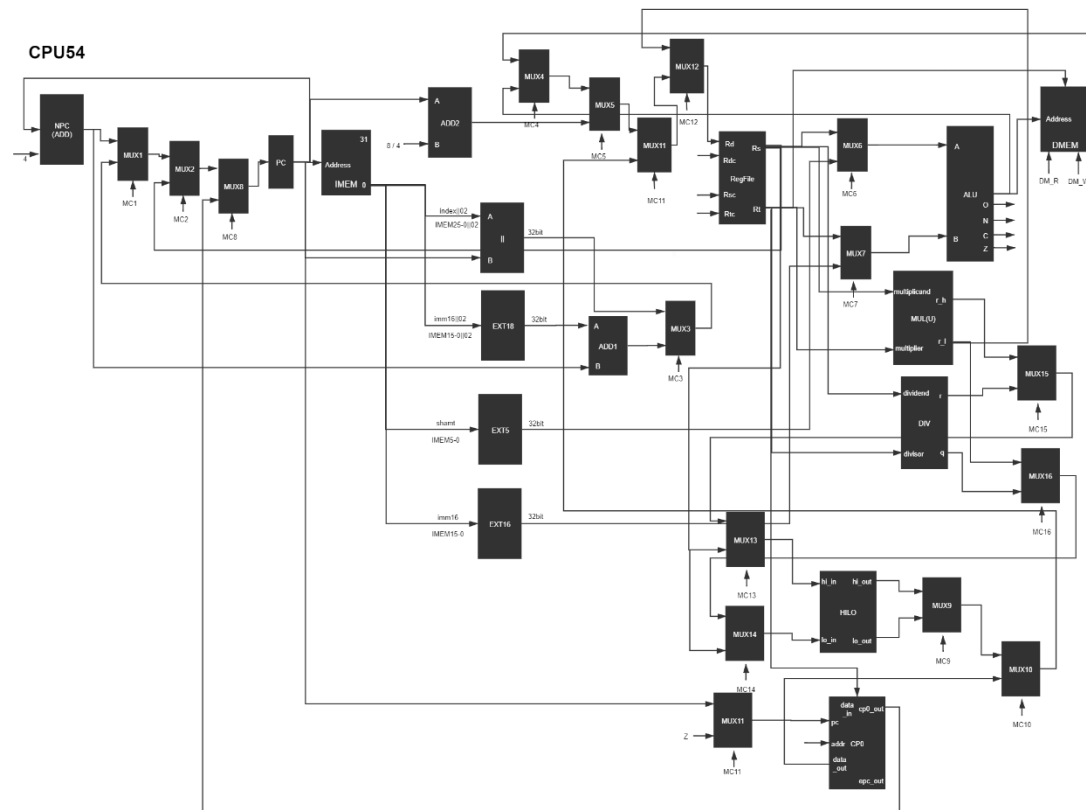 CPU54
NPC
(ADD)
4
MUX1
MC1
MUX2
MC2
MUX8
MC8
PC
31
Address
IMEM 0
A
ADD2
B
8 / 4
MUX4
MC4
MUX5
MC5
MUX11
MC11
MUX12
MC12
Rd Rs
Rdc
RegFile
Rsc
Rt
Rtc
MUX6
MC6
MUX7
MC7
A
ALU
O
N
C
B
Z
Address
DMEM
DM_R
DM_W
index||02
IMEM25-0||02
A
||
B
32bit
imm16||02
IMEM15-0||02
EXT18
32bit
A
ADD1
B
MUX3
MC3
multiplicand r_h
MUL(U)
multiplier r_l
MUX15
MC15
dividend r
DIV
divisor q
MUX16
MC16
shamt
IMEM5-0
EXT5
32bit
imm16
IMEM15-0
EXT16
32bit
MUX13
MC13
MUX14
MC14
hi_in hi_out
HILO
lo_in lo_out
MUX9
MC9
MUX10
MC10
Z
MUX11
MC11
data
_in
cp0_out
pc
addr CP0
data
_out
epc_out